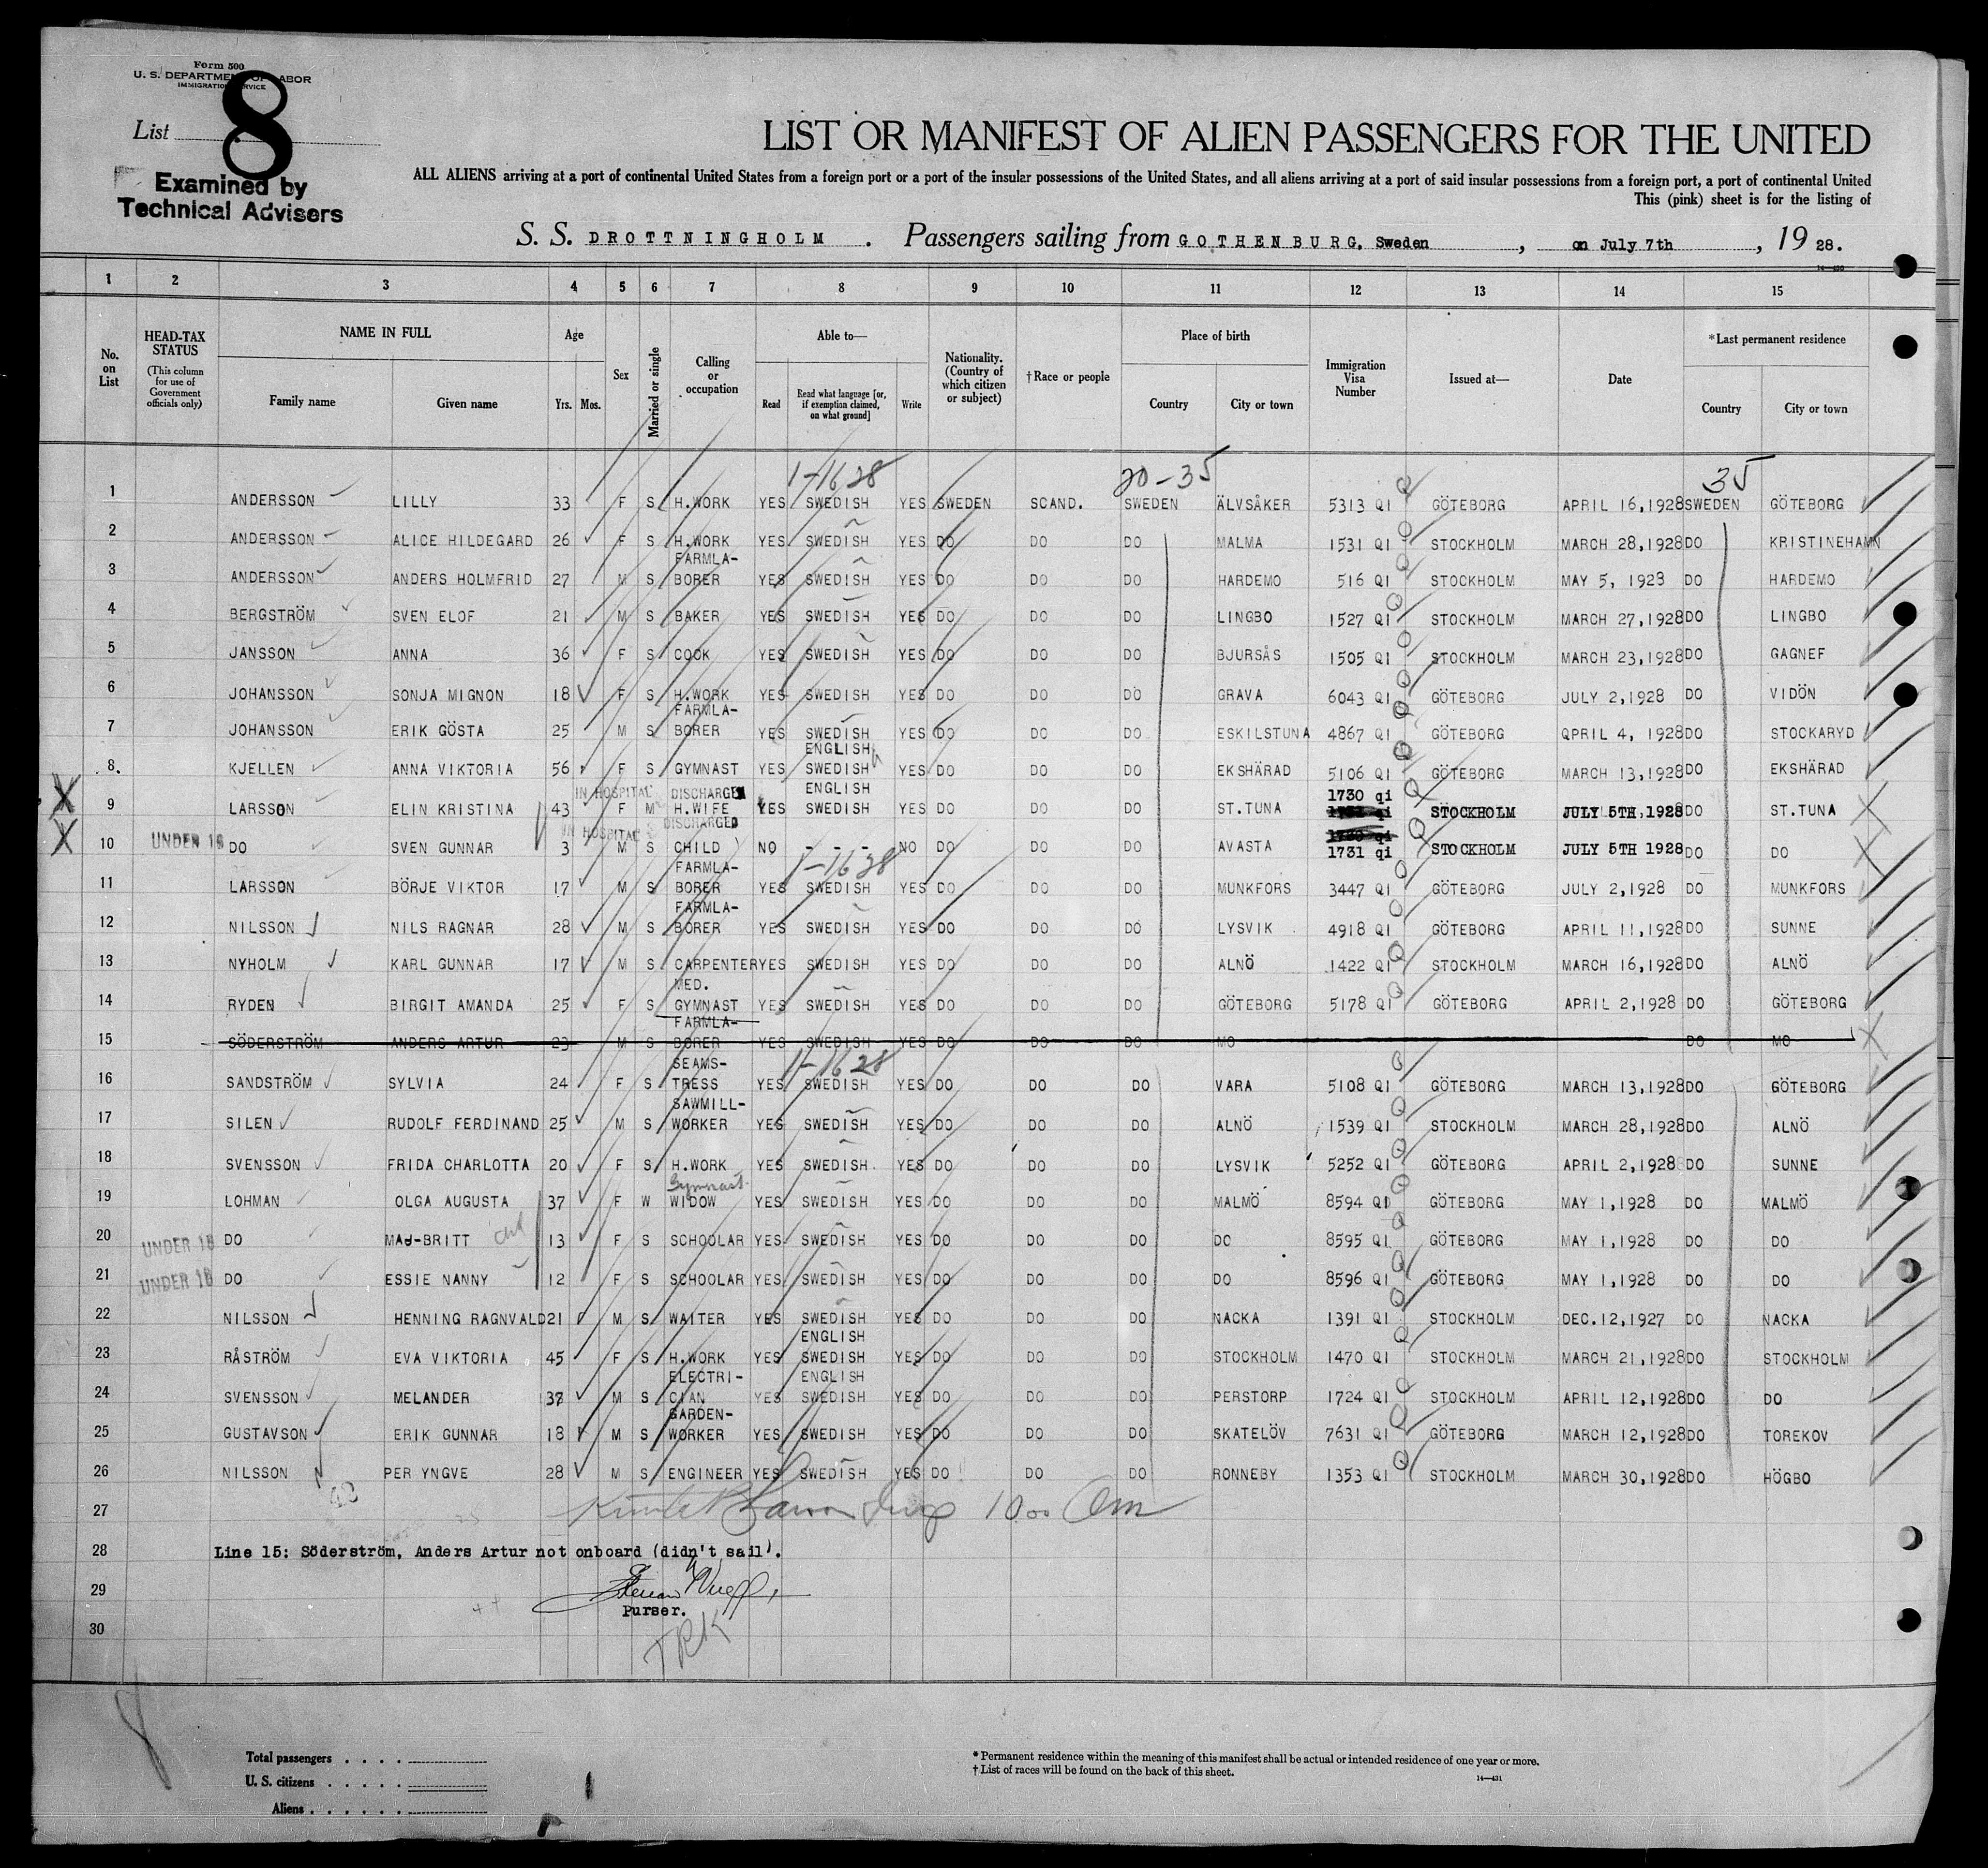 Form 500
U. S. DEPARTMENT OF LABOR
IMMIGRATION SERVICE
List 8
Examined by
Technical Advisers
LIST OR MANIFEST OF ALIEN PASSENGERS FOR THE UNITED
ALL ALIENS arriving at a port of continental United States from a foreign port or a port of the insular possessions of the United States, and all aliens arriving at a port of said insular possessions from a foreign port, a port of continental United
This (pink) sheet is for the listing of
S. S. DROTTNINGHOLM . Passengers sailing from GOTHENBURG, Sweden , on July 7th , 19 28.
14—430
1 2 3 4 5 6 7 8 9 10 11 12 13 14 15
No. on List
HEAD-TAX STATUS
(This column for use of Government officials only)
NAME IN FULL
Family name Given name
Age
Yrs. Mos.
Sex
Married or single
Calling or occupation
Able to—
Read Read what language [or, if exemption claimed, on what ground] Write
Nationality. (Country of which citizen or subject)
†Race or people
Place of birth
Country City or town
Immigration Visa Number
Issued at—
Date
*Last permanent residence
Country City or town
1-1628 20-35 35
1 ANDERSSON LILLY 33 F S H.WORK YES SWEDISH YES SWEDEN SCAND. SWEDEN ÄLVSÅKER 5313 QI GÖTEBORG APRIL 16,1928 SWEDEN GÖTEBORG
2 ANDERSSON ALICE HILDEGARD 26 F S H.WORK YES SWEDISH YES DO DO DO MALMA 1531 QI STOCKHOLM MARCH 28,1928 DO KRISTINEHAMN
3 ANDERSSON ANDERS HOLMFRID 27 M S FARMLA-BORER YES SWEDISH YES DO DO DO HARDEMO 516 QI STOCKHOLM MAY 5, 1928 DO HARDEMO
4 BERGSTRÖM SVEN ELOF 21 M S BAKER YES SWEDISH YES DO DO DO LINGBO 1527 QI STOCKHOLM MARCH 27,1928 DO LINGBO
5 JANSSON ANNA 36 F S COOK YES SWEDISH YES DO DO DO BJURSÅS 1505 QI STOCKHOLM MARCH 23,1928 DO GAGNEF
6 JOHANSSON SONJA MIGNON 18 F S H.WORK YES SWEDISH YES DO DO DO GRAVA 6043 QI GÖTEBORG JULY 2,1928 DO VIDÖN
7 JOHANSSON ERIK GÖSTA 25 M S FARMLA-BORER YES SWEDISH YES DO DO DO ESKILSTUNA 4867 QI GÖTEBORG QPRIL 4, 1928 DO STOCKARYD
8. KJELLEN ANNA VIKTORIA 56 F S GYMNAST YES ENGLISH SWEDISH YES DO DO DO EKSHÄRAD 5106 QI GÖTEBORG MARCH 13,1928 DO EKSHÄRAD
IN HOSPITAL DISCHARGED
X 9 LARSSON ELIN KRISTINA 43 F M H.WIFE YES ENGLISH SWEDISH YES DO DO DO ST.TUNA 1730 qi STOCKHOLM JULY 5TH,1928 DO ST.TUNA
IN HOSPITAL DISCHARGED
X 10 UNDER 16 DO SVEN GUNNAR 3 M S CHILD NO - - - NO DO DO DO AVASTA 1731 qi STOCKHOLM JULY 5TH 1928 DO DO
1-1628
11 LARSSON BÖRJE VIKTOR 17 M S FARMLA-BORER YES SWEDISH YES DO DO DO MUNKFORS 3447 QI GÖTEBORG JULY 2,1928 DO MUNKFORS
12 NILSSON NILS RAGNAR 28 M S FARMLA-BORER YES SWEDISH YES DO DO DO LYSVIK 4918 QI GÖTEBORG APRIL 11,1928 DO SUNNE
13 NYHOLM KARL GUNNAR 17 M S CARPENTER YES SWEDISH YES DO DO DO ALNÖ 1422 QI STOCKHOLM MARCH 16,1928 DO ALNÖ
14 RYDEN BIRGIT AMANDA 25 F S MED. GYMNAST YES SWEDISH YES DO DO DO GÖTEBORG 5178 QI GÖTEBORG APRIL 2,1928 DO GÖTEBORG
15 SÖDERSTRÖM ANDERS ARTUR 23 M S FARMLA-BORER YES SWEDISH YES DO DO DO MO DO MO
1-1628
16 SANDSTRÖM SYLVIA 24 F S SEAMS-TRESS YES SWEDISH YES DO DO DO VARA 5108 QI GÖTEBORG MARCH 13,1928 DO GÖTEBORG
17 SILEN RUDOLF FERDINAND 25 M S SAWMILL-WORKER YES SWEDISH YES DO DO DO ALNÖ 1539 QI STOCKHOLM MARCH 28,1928 DO ALNÖ
18 SVENSSON FRIDA CHARLOTTA 20 F S H.WORK YES SWEDISH. YES DO DO DO LYSVIK 5252 QI GÖTEBORG APRIL 2,1928 DO SUNNE
19 LOHMAN OLGA AUGUSTA 37 F W Gymnast WIDOW YES SWEDISH YES DO DO DO MALMÖ 8594 QI GÖTEBORG MAY 1,1928 DO MALMÖ
20 UNDER 16 DO MAJ-BRITT 13 F S SCHOOLAR YES SWEDISH YES DO DO DO DO 8595 QI GÖTEBORG MAY 1,1928 DO DO
21 UNDER 16 DO ESSIE NANNY 12 F S SCHOOLAR YES SWEDISH YES DO DO DO DO 8596 QI GÖTEBORG MAY 1,1928 DO DO
22 NILSSON HENNING RAGNVALD 21 M S WAITER YES SWEDISH YES DO DO DO NACKA 1391 QI STOCKHOLM DEC.12,1927 DO NACKA
23 RÅSTRÖM EVA VIKTORIA 45 F S H.WORK YES ENGLISH SWEDISH YES DO DO DO STOCKHOLM 1470 QI STOCKHOLM MARCH 21,1928 DO STOCKHOLM
24 SVENSSON MELANDER 37 M S ELECTRI-CIAN YES ENGLISH SWEDISH YES DO DO DO PERSTORP 1724 QI STOCKHOLM APRIL 12,1928 DO DO
25 GUSTAVSON ERIK GUNNAR 18 M S GARDEN-WORKER YES SWEDISH YES DO DO DO SKATELÖV 7631 QI GÖTEBORG MARCH 12,1928 DO TOREKOV
26 NILSSON PER YNGVE 28 M S ENGINEER YES SWEDISH YES DO DO DO RONNEBY 1353 QI STOCKHOLM MARCH 30,1928 DO HÖGBO
27
28 Line 15: Söderström, Anders Artur not onboard (didn't sail).
29
Purser.
30
TRK
Total passengers . . . .
U. S. citizens . . . . .
Aliens . . . . . .
* Permanent residence within the meaning of this manifest shall be actual or intended residence of one year or more.
† List of races will be found on the back of this sheet.
14—431